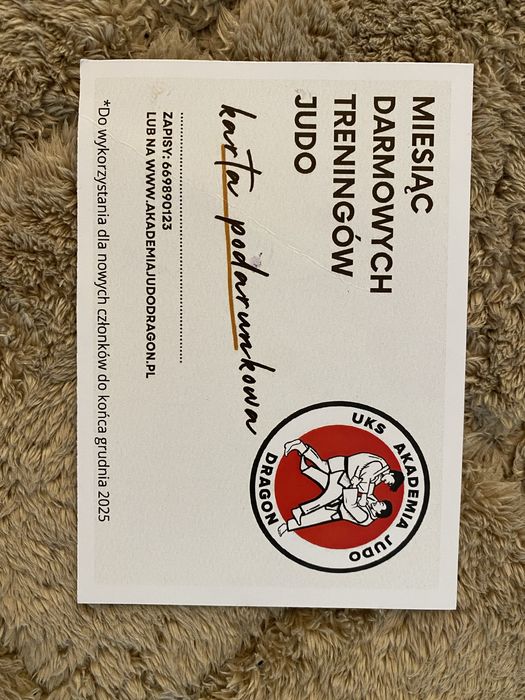 MIESIĄC
DARMOWYCH
TRENINGÓW
JUDO
karta podarunkowa
ZAPISY: 669890123
LUB NA WWW.AKADEMIAJUDODRAGON.PL
*Do wykorzystania dla nowych członków do końca grudnia 2025
UKS AKADEMIA JUDO
DRAGON